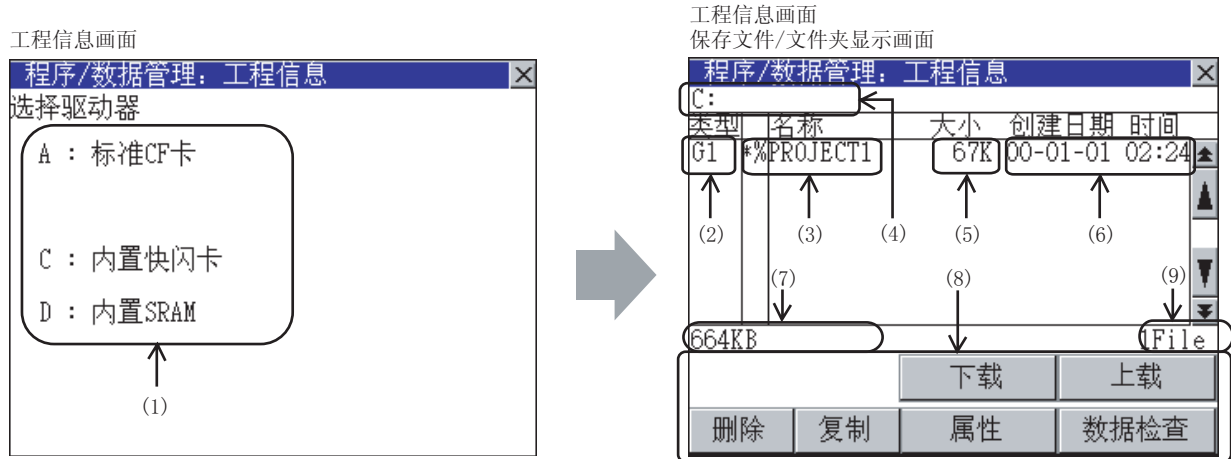 工程信息画面
程序/数据管理：工程信息
选择驱动器
A : 标准CF卡
C : 内置快闪卡
D : 内置SRAM
(1)
工程信息画面
保存文件/文件夹显示画面
程序/数据管理：工程信息
C:
类型 名称 大小 创建日期 时间
G1 *%PROJECT1 67K 00-01-01 02:24
(2) (3) (4) (5) (6)
(7) (8) (9)
664KB 1File
下载 上载
删除 复制 属性 数据检查